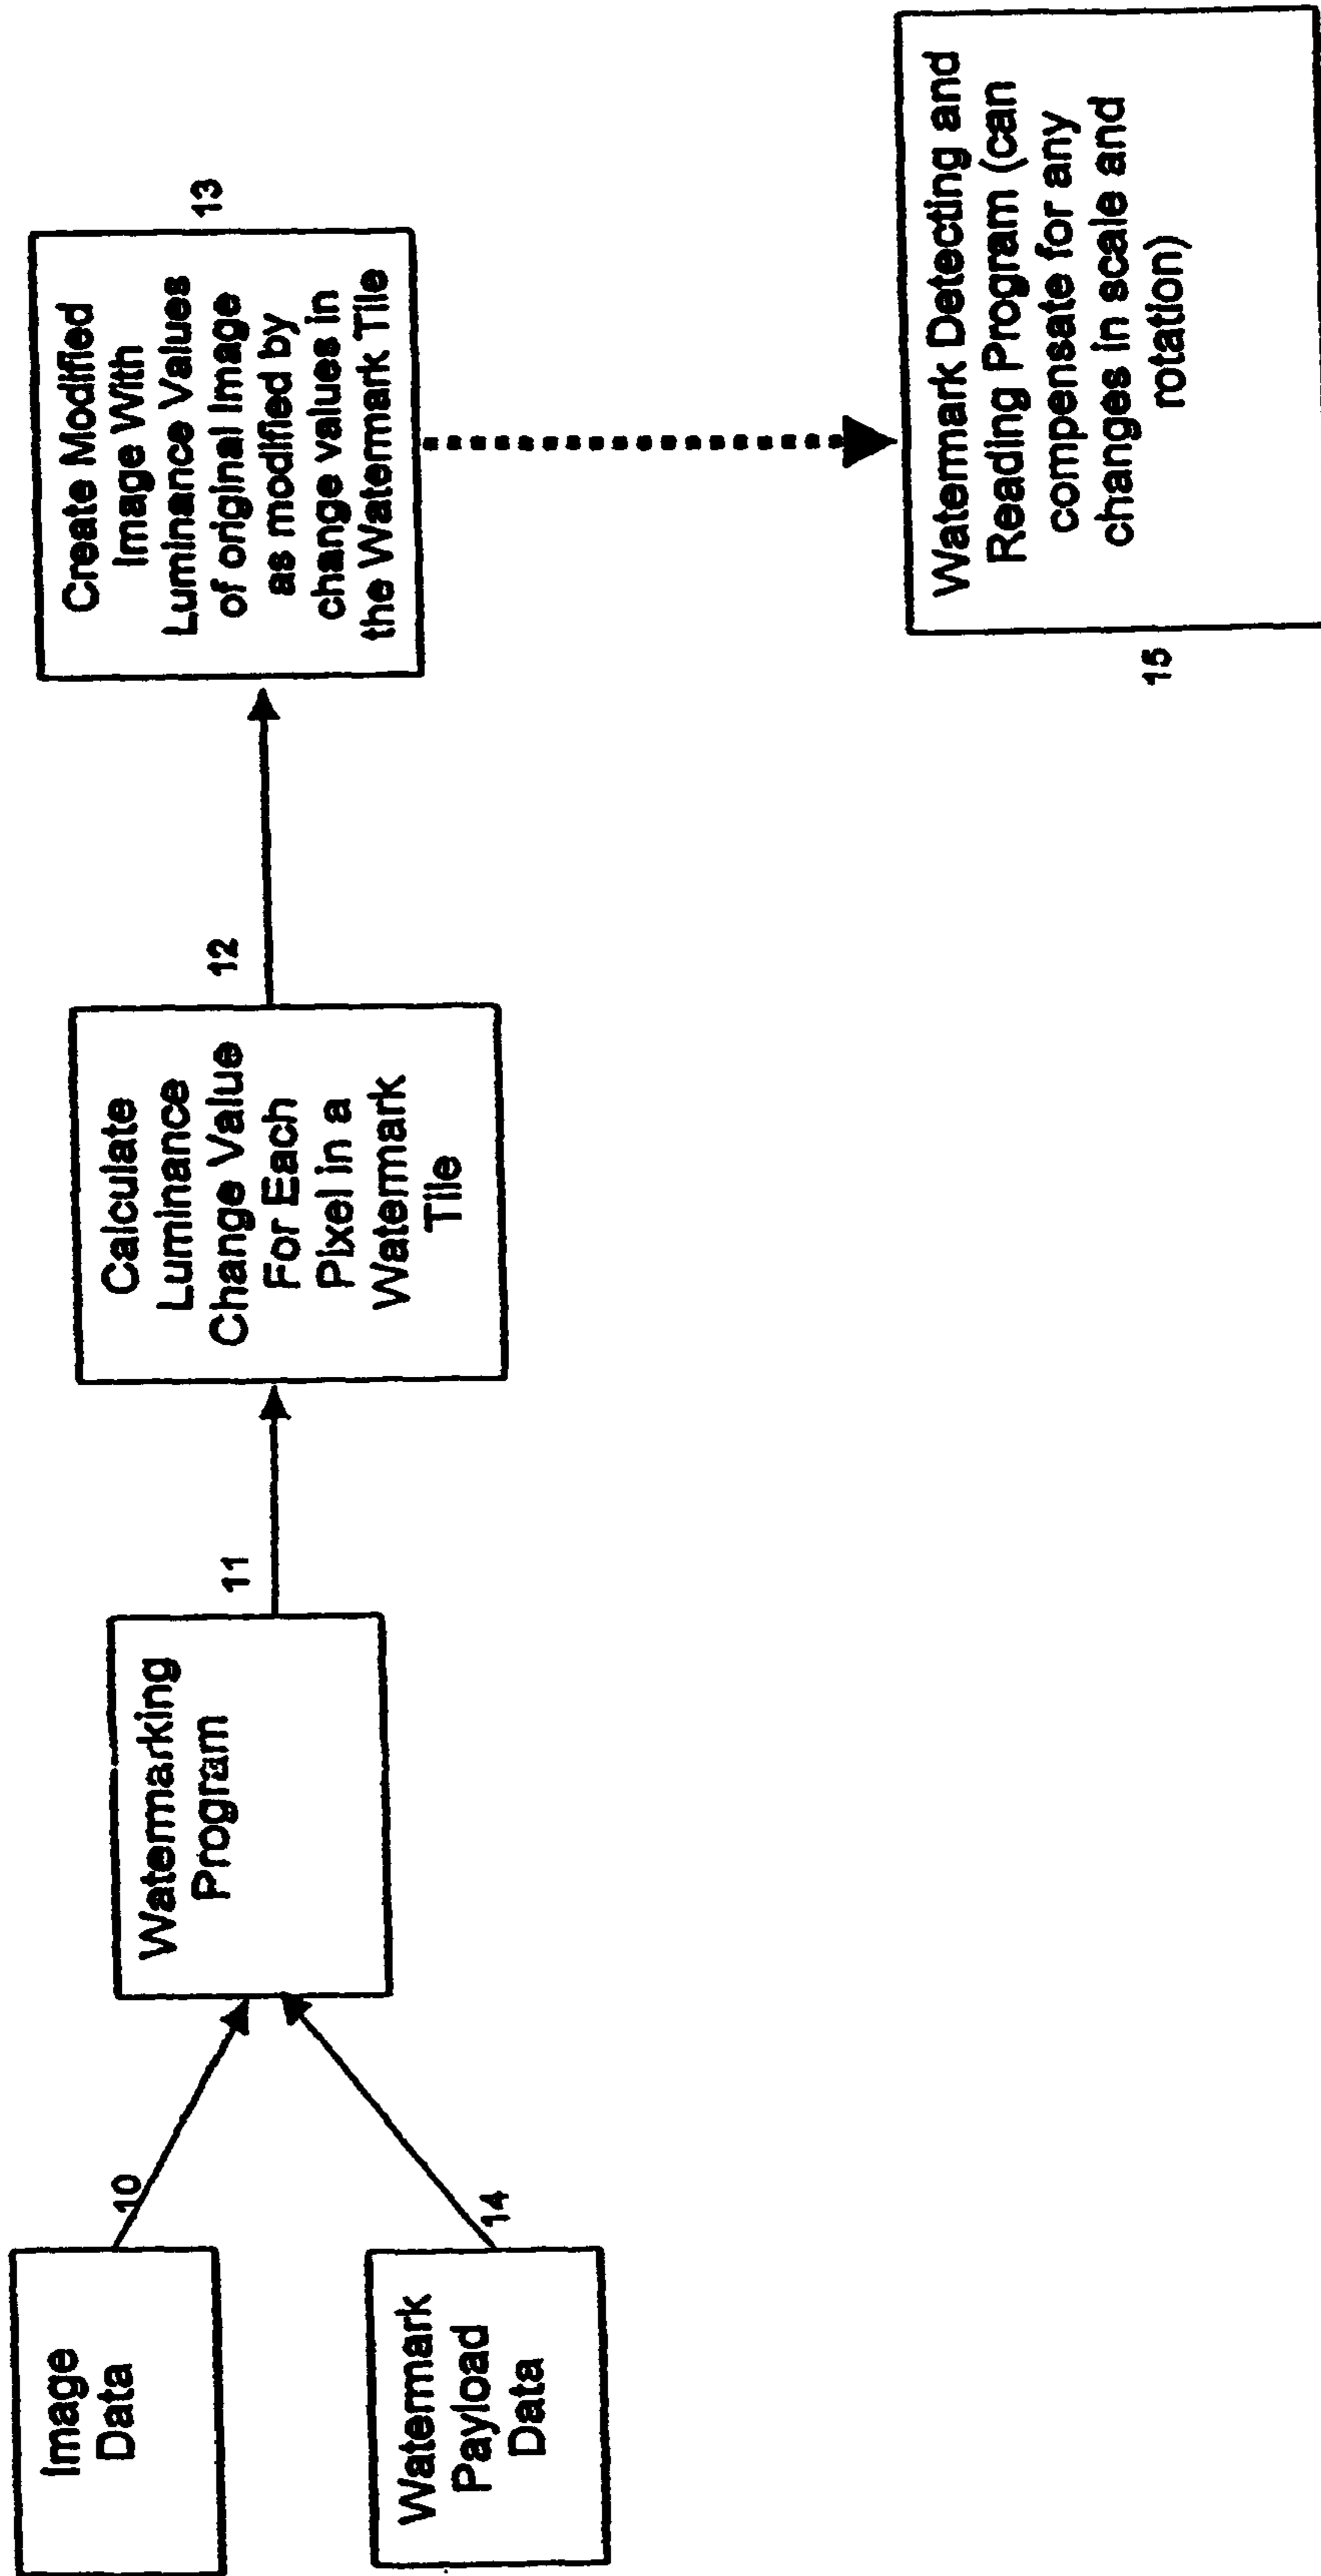 Image
Data
10
Watermark
Payload
Data
14
Watermarking
Program
11
Calculate
Luminance
Change Value
For Each
Pixel in a
Watermark
Tile
12
Create Modified
Image With
Luminance Values
of original Image
as modified by
change values in
the Watermark Tile
13
Watermark Detecting and
Reading Program (can
compensate for any
changes in scale and
rotation)
15